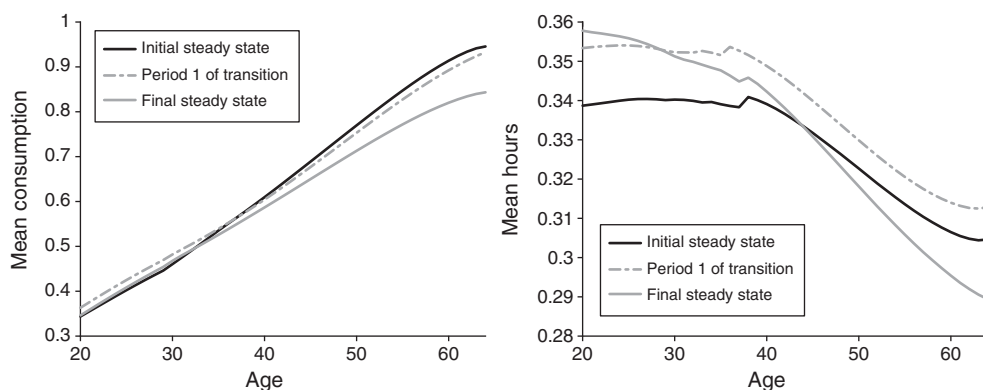 Mean consumption
1
0.9
0.8
0.7
0.6
0.5
0.4
0.3
Initial steady state
Period 1 of transition
Final steady state
20 30 40 50 60
Age
Mean hours
0.36
0.35
0.34
0.33
0.32
0.31
0.3
0.29
0.28
Initial steady state
Period 1 of transition
Final steady state
20 30 40 50 60
Age